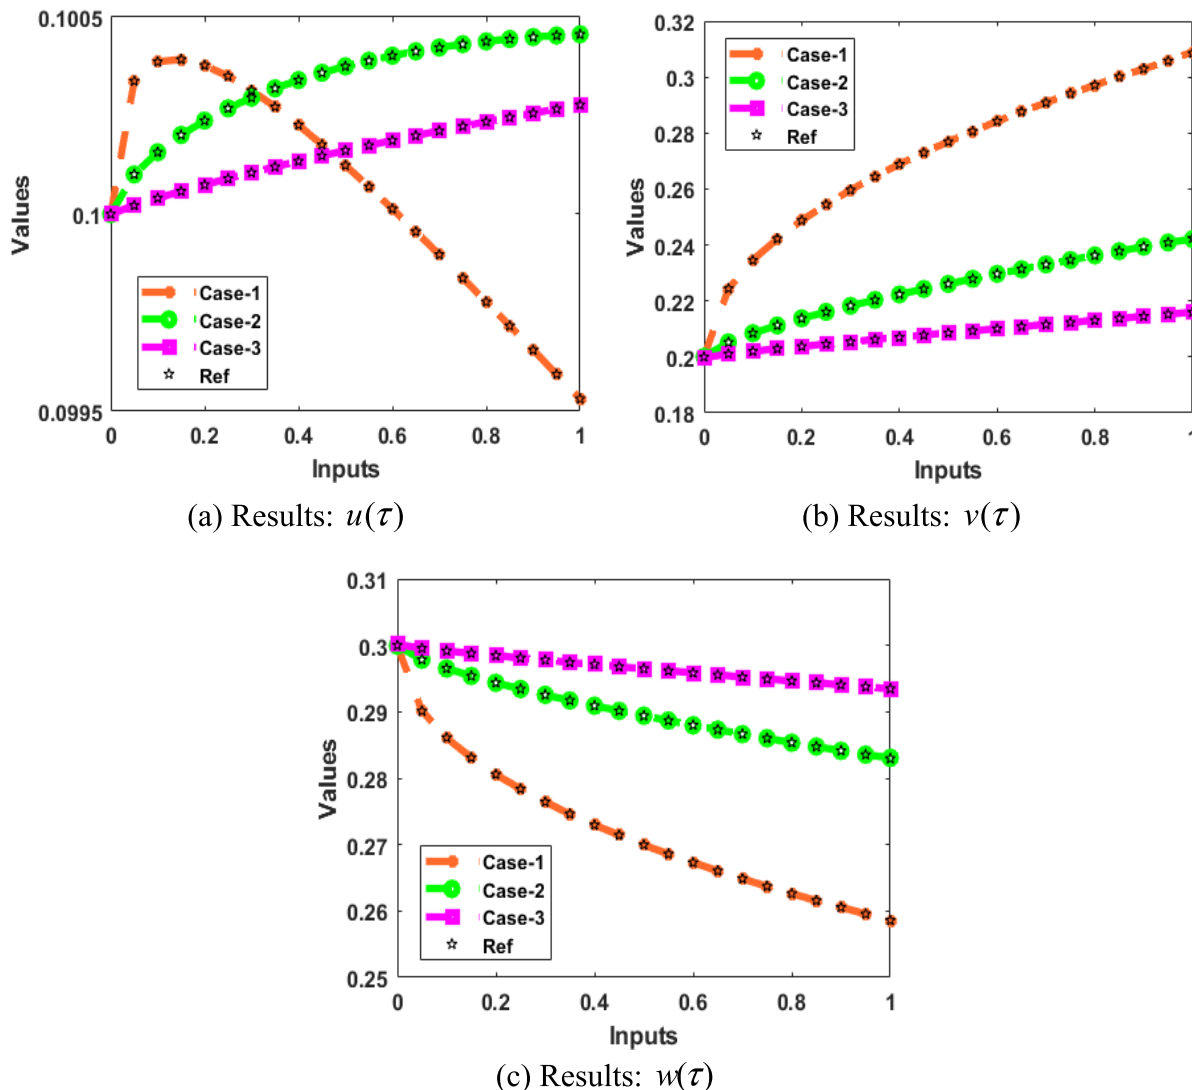 0.1005
0.1
0.0995
Values
Case-1
Case-2
Case-3
Ref
0 0.2 0.4 0.6 0.8 1
Inputs
(a) Results: u(τ)
0.32
0.3
0.28
0.26
0.24
0.22
0.20
0.18
Values
Case-1
Case-2
Case-3
Ref
0 0.2 0.4 0.6 0.8 1
Inputs
(b) Results: v(τ)
0.31
0.3
0.29
0.28
0.27
0.26
0.25
Values
Case-1
Case-2
Case-3
Ref
0 0.2 0.4 0.6 0.8 1
Inputs
(c) Results: w(τ)